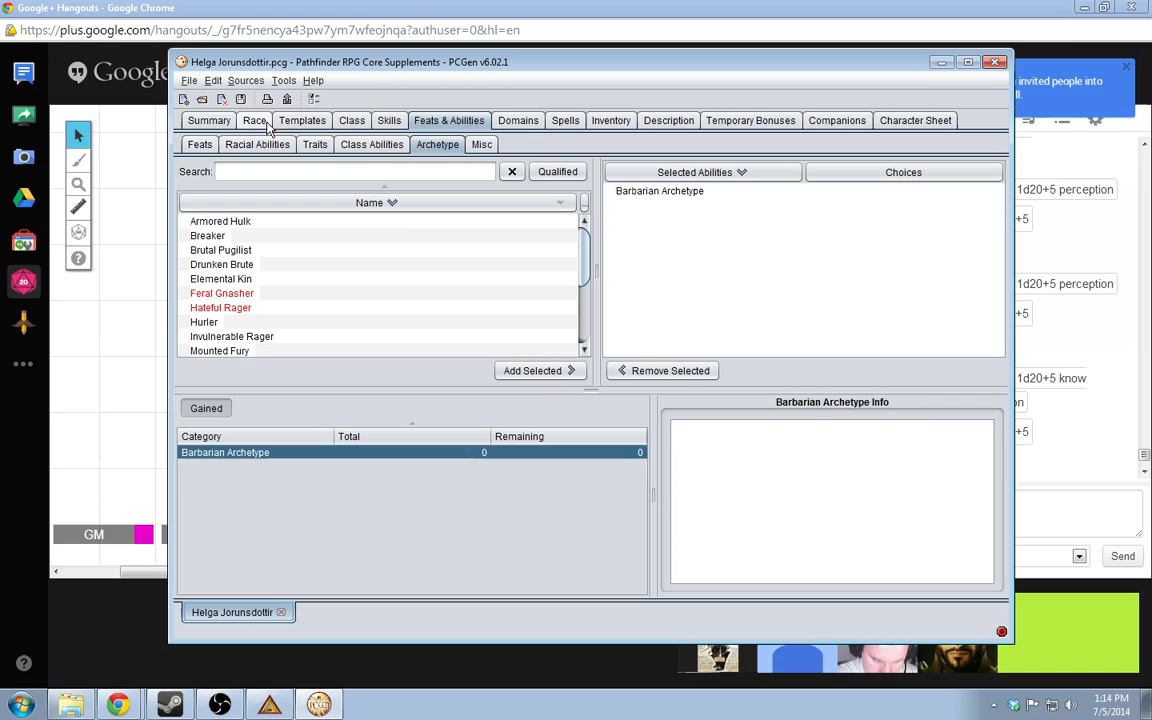 Google+ Hangouts - Google Chrome
https://plus.google.com/hangouts/_/g7fr5nencya43pw7ym7wfeojnqa?authuser=0&hl=en
Google
invited people into
Helga Jorunsdottir.pcg - Pathfinder RPG Core Supplements - PCGen v6.02.1
File Edit Sources Tools Help
Summary Race Templates Class Skills Feats & Abilities Domains Spells Inventory Description Temporary Bonuses Companions Character Sheet
Feats Racial Abilities Traits Class Abilities Archetype Misc
Search: Qualified
Selected Abilities Choices
Name
Barbarian Archetype
Armored Hulk
Breaker
Brutal Pugilist
Drunken Brute
Elemental Kin
Feral Gnasher
Hateful Rager
Hurler
Invulnerable Rager
Mounted Fury
Add Selected
Remove Selected
Gained
Category Total Remaining
Barbarian Archetype 0 0
Barbarian Archetype Info
Helga Jorunsdottir
1d20+5 perception
+5
1d20+5 perception
+5
1d20+5 know
+5
GM
Send
20
1:14 PM
7/5/2014